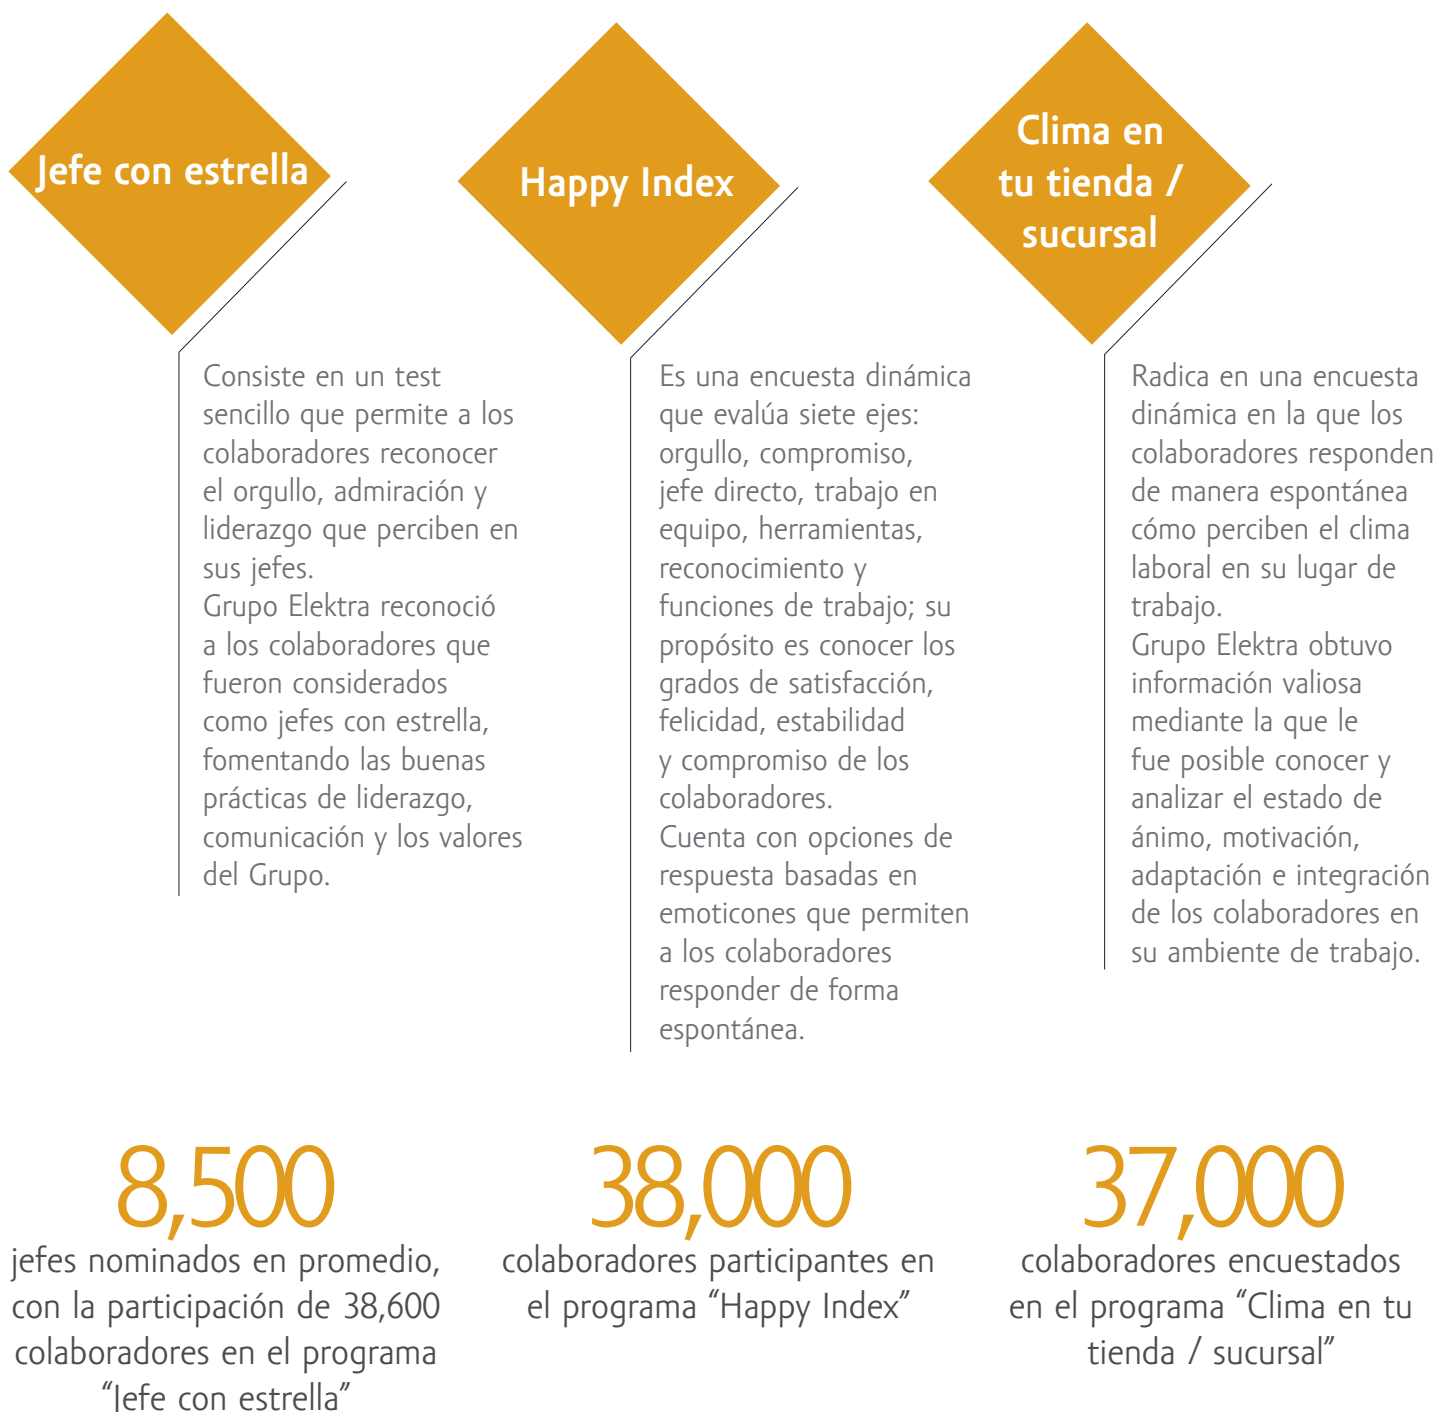 Jefe con estrella
Consiste en un test
sencillo que permite a los
colaboradores reconocer
el orgullo, admiración y
liderazgo que perciben en
sus jefes.
Grupo Elektra reconoció
a los colaboradores que
fueron considerados
como jefes con estrella,
fomentando las buenas
prácticas de liderazgo,
comunicación y los valores
del Grupo.
Happy Index
Es una encuesta dinámica
que evalúa siete ejes:
orgullo, compromiso,
jefe directo, trabajo en
equipo, herramientas,
reconocimiento y
funciones de trabajo; su
propósito es conocer los
grados de satisfacción,
felicidad, estabilidad
y compromiso de los
colaboradores.
Cuenta con opciones de
respuesta basadas en
emoticones que permiten
a los colaboradores
responder de forma
espontánea.
Clima en
tu tienda /
sucursal
Radica en una encuesta
dinámica en la que los
colaboradores responden
de manera espontánea
cómo perciben el clima
laboral en su lugar de
trabajo.
Grupo Elektra obtuvo
información valiosa
mediante la que le
fue posible conocer y
analizar el estado de
ánimo, motivación,
adaptación e integración
de los colaboradores en
su ambiente de trabajo.
8,500
jefes nominados en promedio,
con la participación de 38,600
colaboradores en el programa
“Jefe con estrella”
38,000
colaboradores participantes en
el programa “Happy Index”
37,000
colaboradores encuestados
en el programa “Clima en tu
tienda / sucursal”